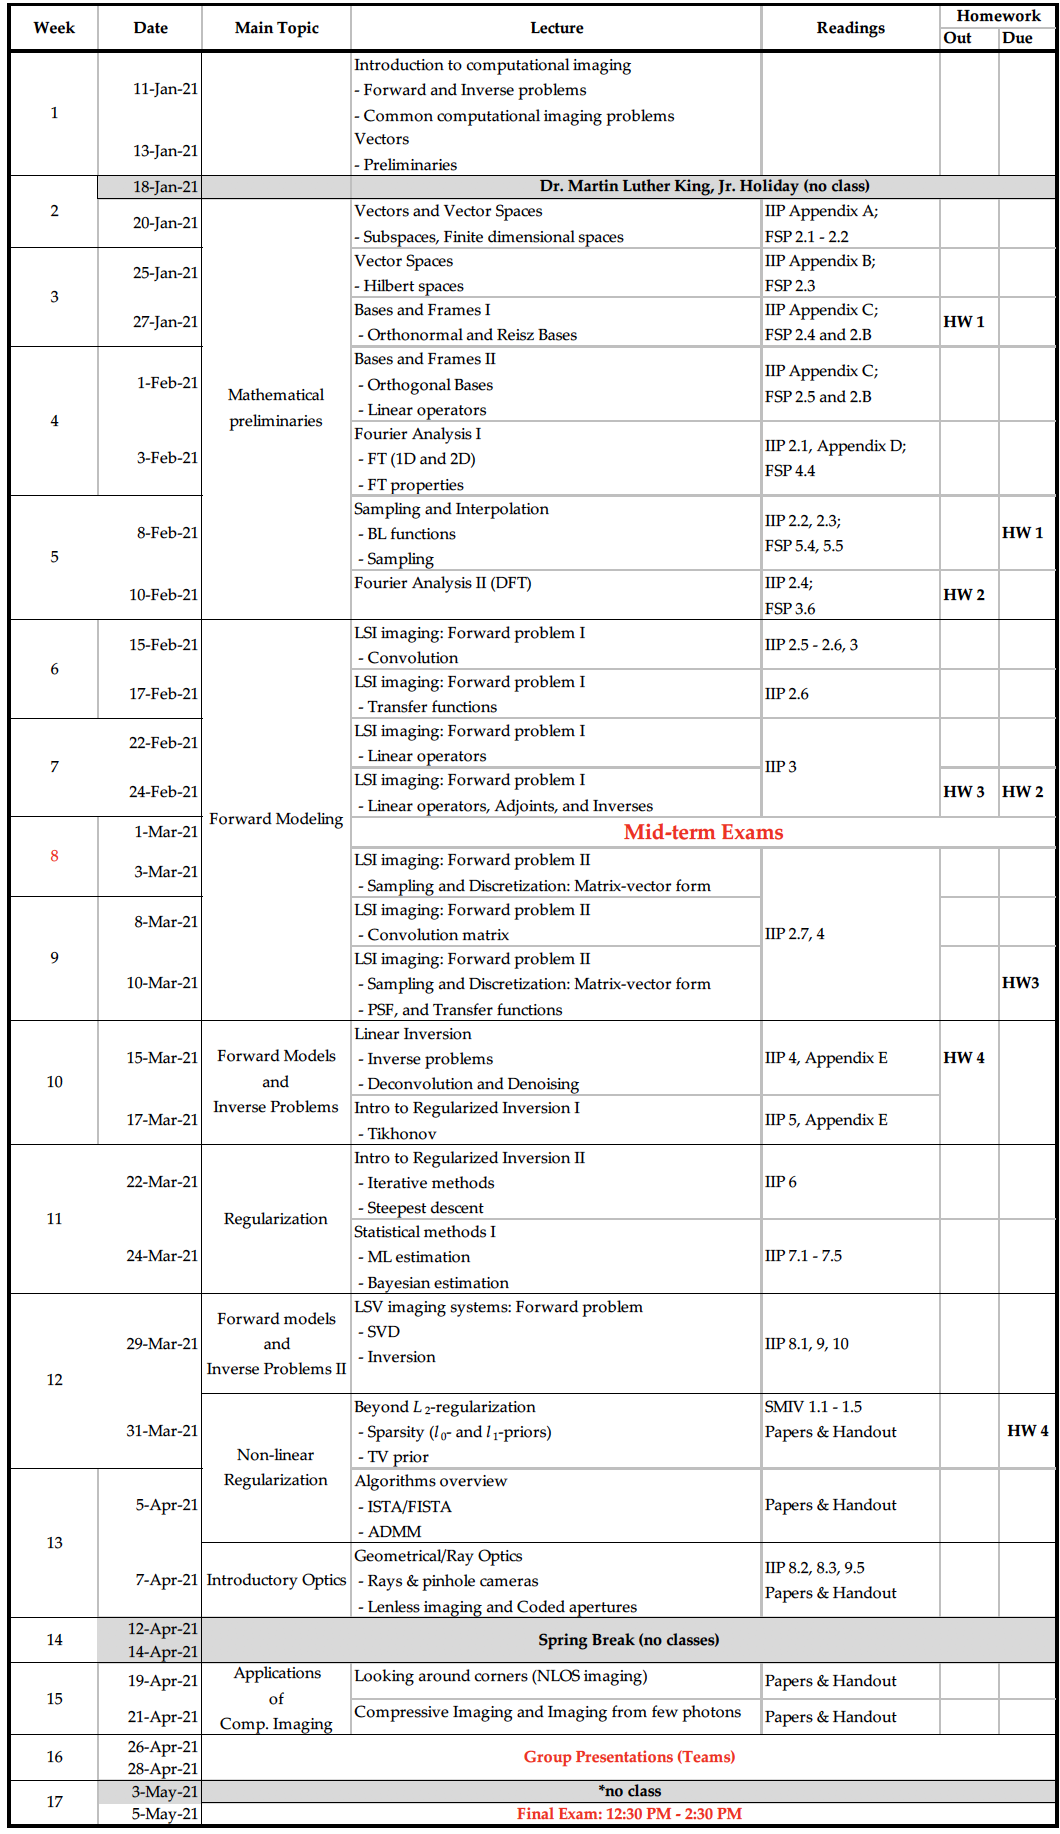 Week Date Main Topic Lecture Readings Homework
Out Due
1
11-Jan-21
Introduction to computational imaging
- Forward and Inverse problems
- Common computational imaging problems
13-Jan-21
Vectors
- Preliminaries
2
18-Jan-21 Dr. Martin Luther King, Jr. Holiday (no class)
20-Jan-21
Mathematical
preliminaries
Vectors and Vector Spaces
- Subspaces, Finite dimensional spaces
IIP Appendix A;
FSP 2.1 - 2.2
3
25-Jan-21
Vector Spaces
- Hilbert spaces
IIP Appendix B;
FSP 2.3
27-Jan-21
Bases and Frames I
- Orthonormal and Reisz Bases
IIP Appendix C;
FSP 2.4 and 2.B
HW 1
4
1-Feb-21
Bases and Frames II
- Orthogonal Bases
- Linear operators
IIP Appendix C;
FSP 2.5 and 2.B
3-Feb-21
Fourier Analysis I
- FT (1D and 2D)
- FT properties
IIP 2.1, Appendix D;
FSP 4.4
5
8-Feb-21
Sampling and Interpolation
- BL functions
- Sampling
IIP 2.2, 2.3;
FSP 5.4, 5.5
HW 1
10-Feb-21
Fourier Analysis II (DFT)
IIP 2.4;
FSP 3.6
HW 2
6
15-Feb-21
Forward Modeling
LSI imaging: Forward problem I
- Convolution
IIP 2.5 - 2.6, 3
17-Feb-21
LSI imaging: Forward problem I
- Transfer functions
IIP 2.6
7
22-Feb-21
LSI imaging: Forward problem I
- Linear operators
IIP 3
24-Feb-21
LSI imaging: Forward problem I
- Linear operators, Adjoints, and Inverses
HW 3 HW 2
8
1-Mar-21 Mid-term Exams
3-Mar-21
LSI imaging: Forward problem II
- Sampling and Discretization: Matrix-vector form
IIP 2.7, 4
9
8-Mar-21
LSI imaging: Forward problem II
- Convolution matrix
10-Mar-21
LSI imaging: Forward problem II
- Sampling and Discretization: Matrix-vector form
- PSF, and Transfer functions
HW3
10
15-Mar-21
Forward Models
and
Inverse Problems
Linear Inversion
- Inverse problems
- Deconvolution and Denoising
IIP 4, Appendix E
HW 4
17-Mar-21
Intro to Regularized Inversion I
- Tikhonov
IIP 5, Appendix E
11
22-Mar-21
Regularization
Intro to Regularized Inversion II
- Iterative methods
- Steepest descent
IIP 6
24-Mar-21
Statistical methods I
- ML estimation
- Bayesian estimation
IIP 7.1 - 7.5
12
29-Mar-21
Forward models
and
Inverse Problems II
LSV imaging systems: Forward problem
- SVD
- Inversion
IIP 8.1, 9, 10
31-Mar-21
Non-linear
Regularization
Beyond L2-regularization
- Sparsity (l0- and l1-priors)
- TV prior
SMIV 1.1 - 1.5
Papers & Handout
HW 4
13
5-Apr-21
Algorithms overview
- ISTA/FISTA
- ADMM
Papers & Handout
7-Apr-21
Introductory Optics
Geometrical/Ray Optics
- Rays & pinhole cameras
- Lenless imaging and Coded apertures
IIP 8.2, 8.3, 9.5
Papers & Handout
14
12-Apr-21
14-Apr-21
Spring Break (no classes)
15
19-Apr-21
Applications
of
Comp. Imaging
Looking around corners (NLOS imaging)
Papers & Handout
21-Apr-21
Compressive Imaging and Imaging from few photons
Papers & Handout
16
26-Apr-21
28-Apr-21
Group Presentations (Teams)
17
3-May-21 *no class
5-May-21 Final Exam: 12:30 PM - 2:30 PM